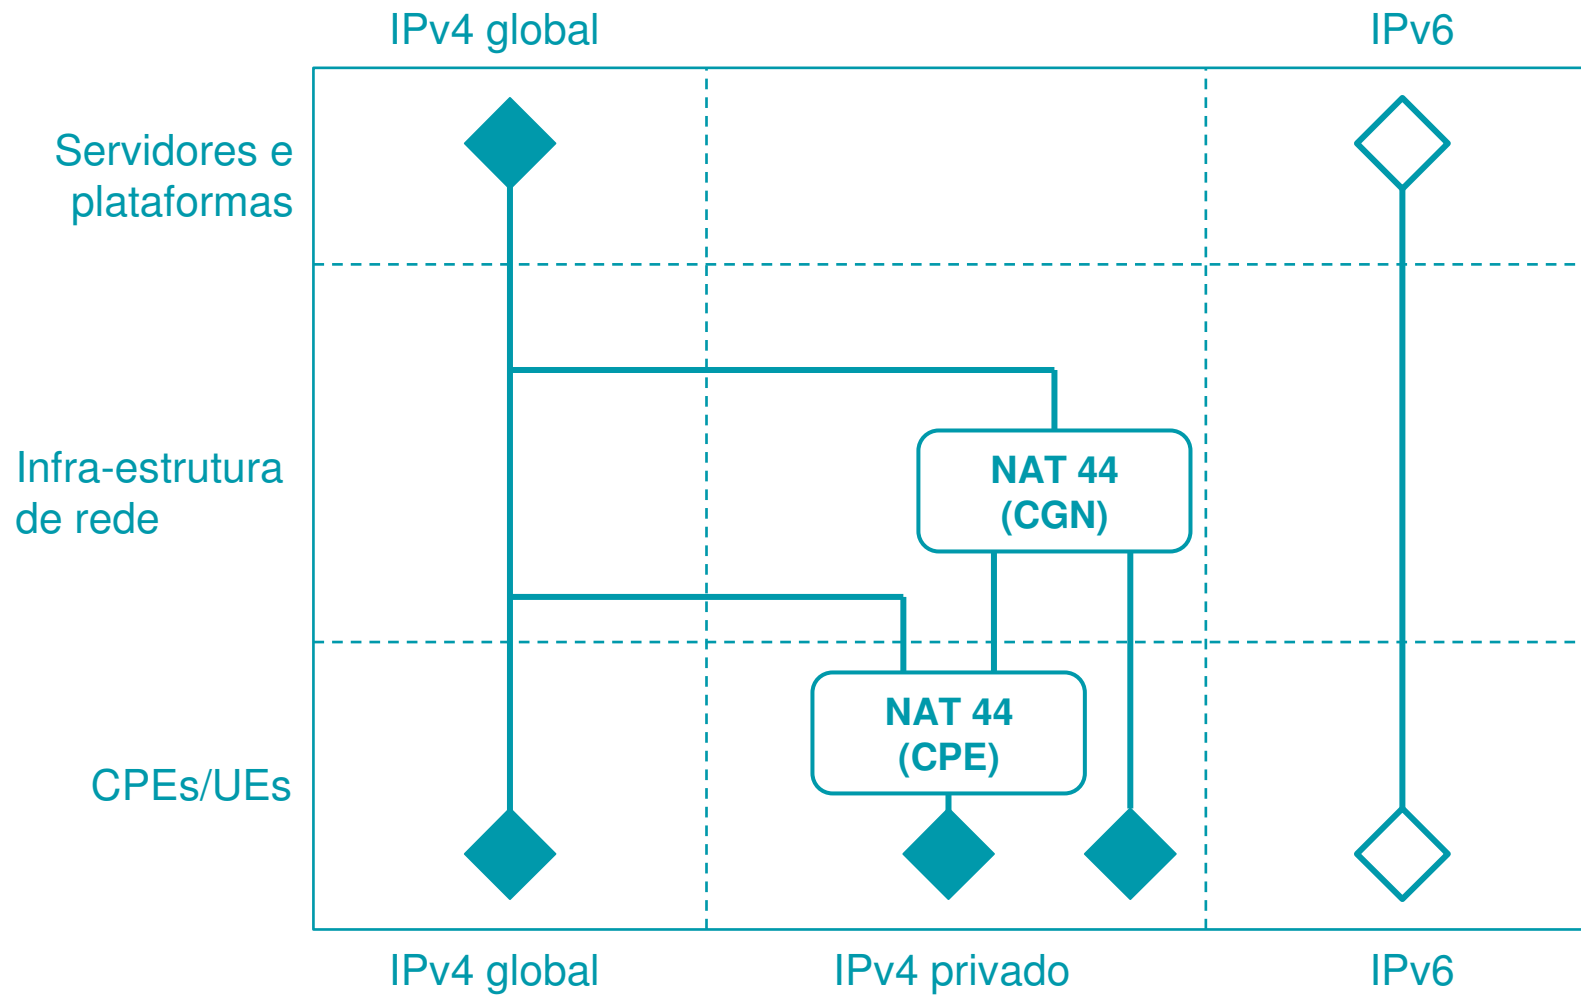 IPv4 global
IPv6
Servidores e
plataformas
Infra-estrutura
de rede
NAT 44
(CGN)
NAT 44
(CPE)
CPEs/UEs
IPv4 global
IPv4 privado
IPv6